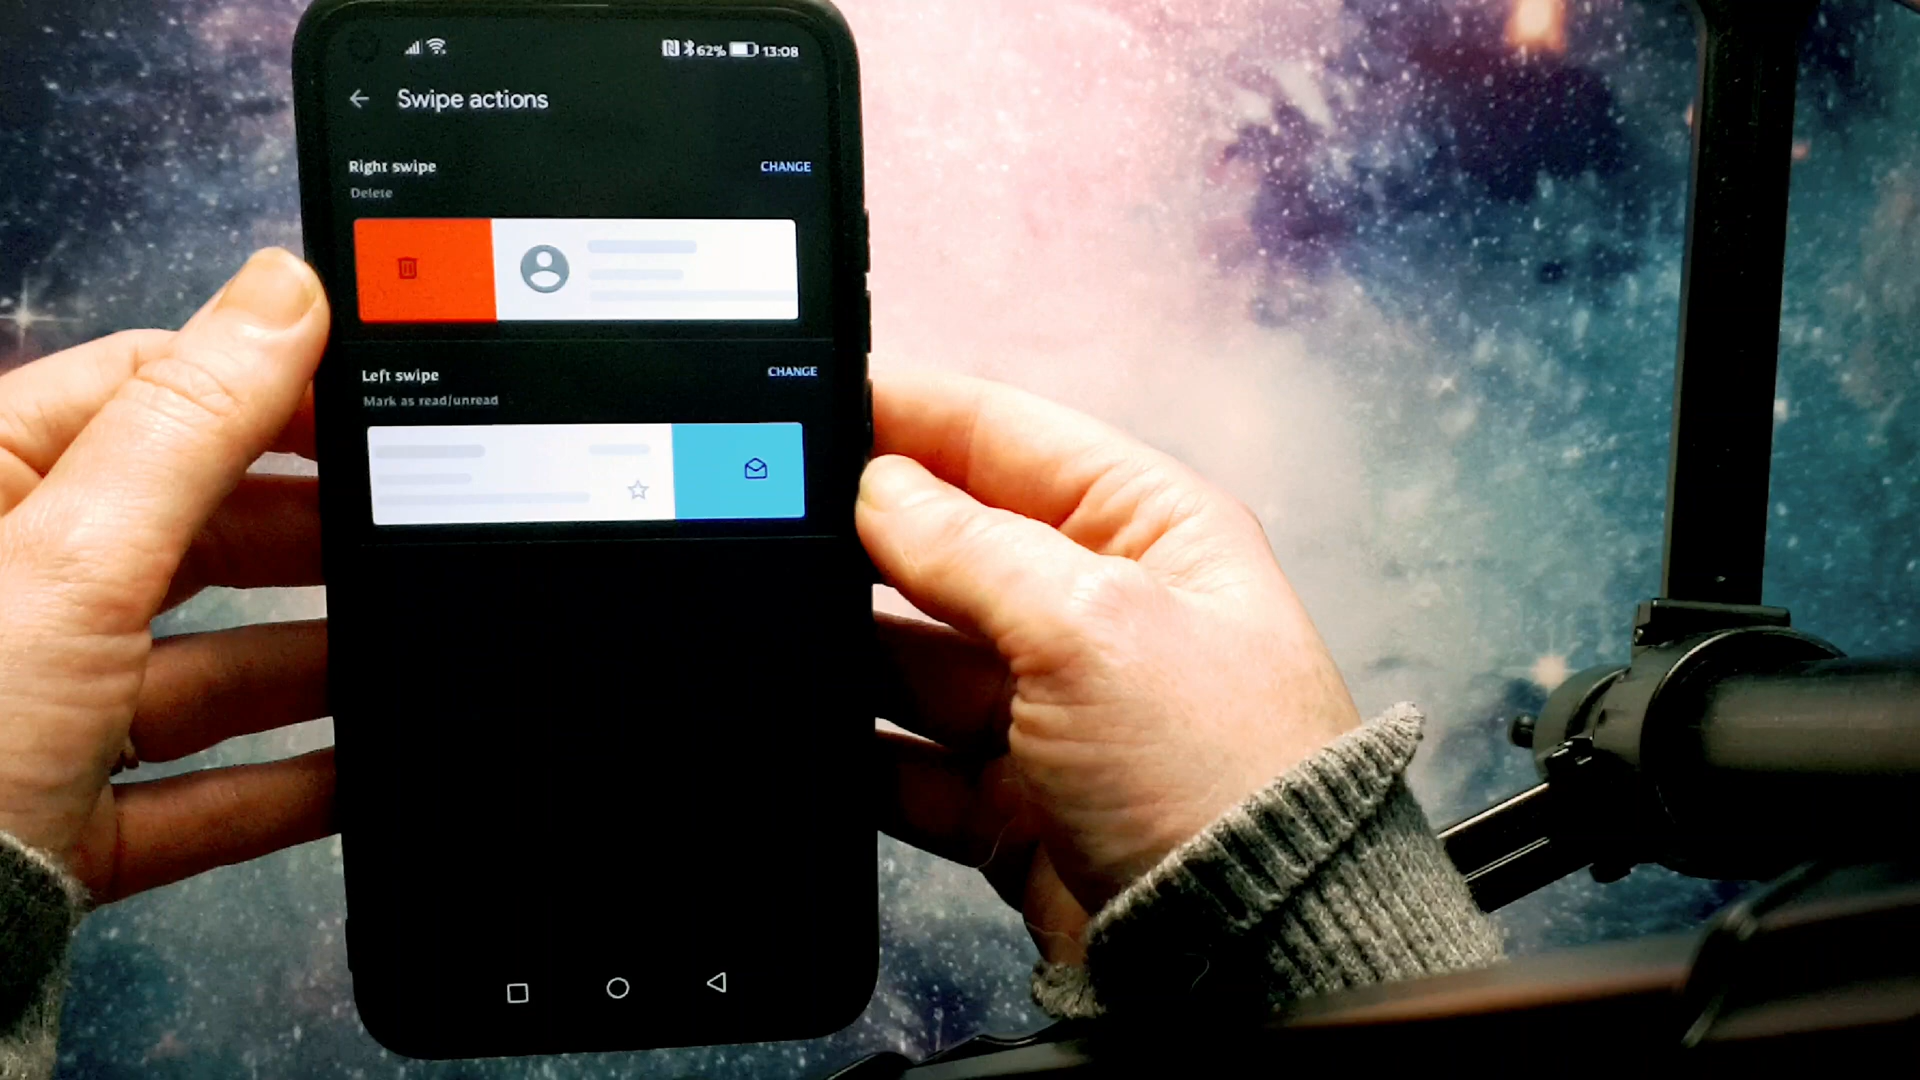 62% 13:08
Swipe actions
Right swipe CHANGE
Delete
Left swipe CHANGE
Mark as read/unread